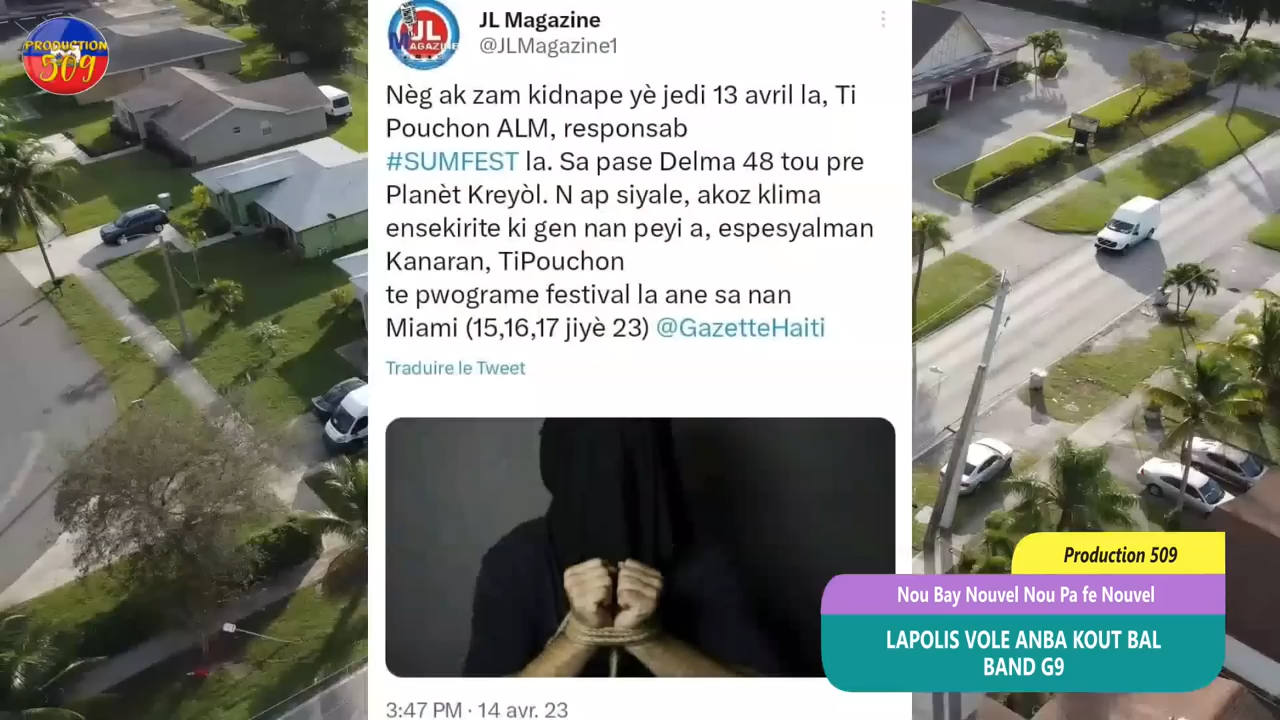 PRODUCTION
509
JL
MAGAZINE
JL Magazine
@JLMagazine1
Nèg ak zam kidnape yè jedi 13 avril la, Ti
Pouchon ALM, responsab
#SUMFEST la. Sa pase Delma 48 tou pre
Planèt Kreyòl. N ap siyale, akoz klima
ensekirite ki gen nan peyi a, espesyalman
Kanaran, TiPouchon
te pwograme festival la ane sa nan
Miami (15,16,17 jiyè 23) @GazetteHaiti
Traduire le Tweet
3:47 PM · 14 avr. 23
Production 509
Nou Bay Nouvel Nou Pa fe Nouvel
LAPOLIS VOLE ANBA KOUT BAL
BAND G9